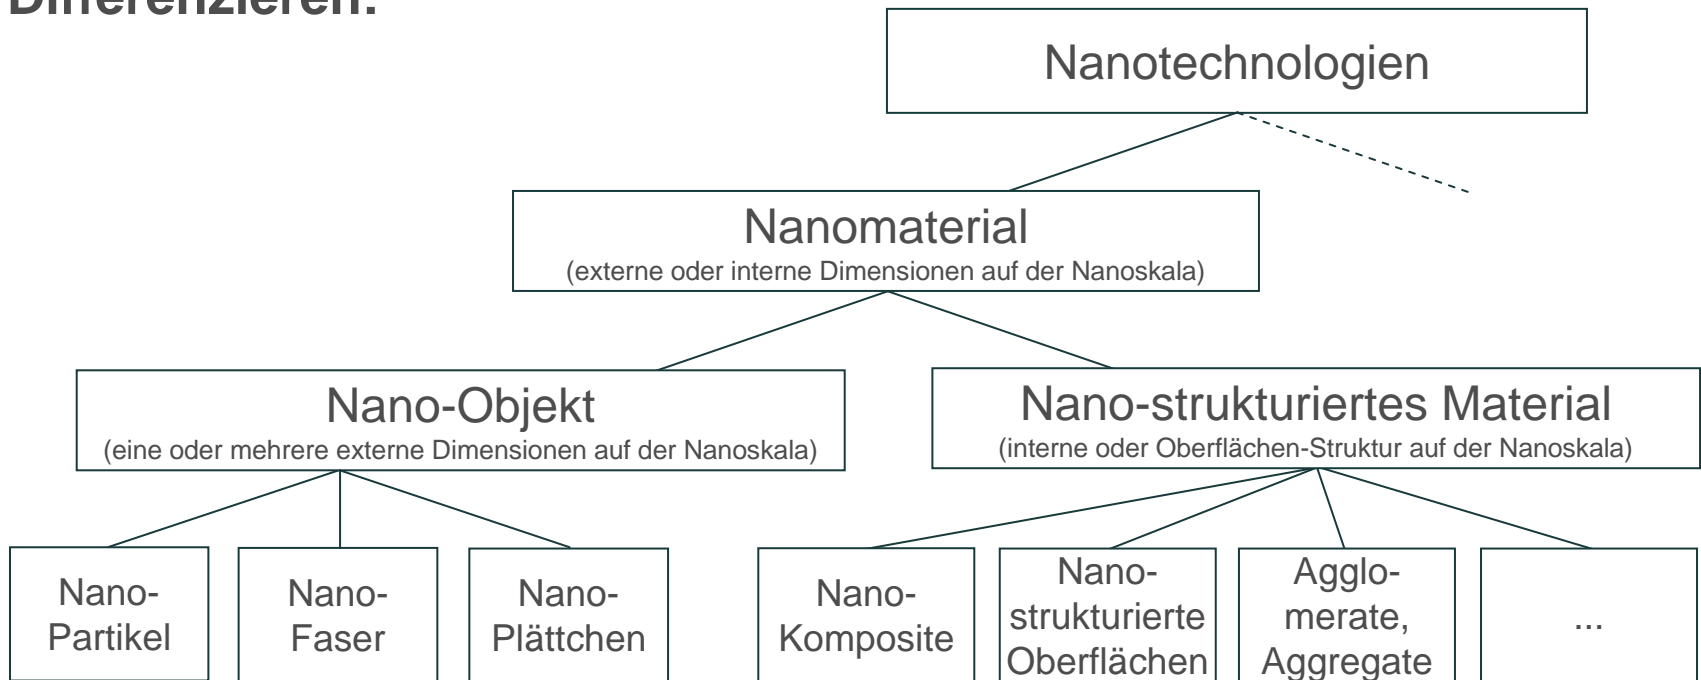 Differenzieren:
Nanotechnologien
Nanomaterial
(externe oder interne Dimensionen auf der Nanoskala)
Nano-Objekt
(eine oder mehrere externe Dimensionen auf der Nanoskala)
Nano-strukturiertes Material
(interne oder Oberflächen-Struktur auf der Nanoskala)
Nano-
Partikel
Nano-
Faser
Nano-
Plättchen
Nano-
Komposite
Nano-
strukturierte
Oberflächen
Agglo-
merate,
Aggregate
...